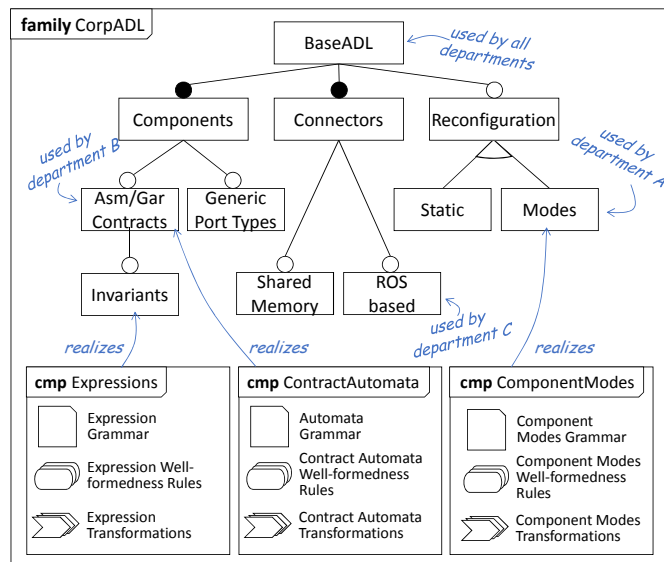 family CorpADL
BaseADL
used by all
departments
Components
Connectors
Reconfiguration
used by
department B
used by
department A
Asm/Gar
Contracts
Generic
Port Types
Static
Modes
Invariants
Shared
Memory
ROS
based
used by
department C
realizes
realizes
realizes
cmp Expressions
Expression
Grammar
Expression Well-
formedness Rules
Expression
Transformations
cmp ContractAutomata
Automata
Grammar
Contract Automata
Well-formedness
Rules
Contract Automata
Transformations
cmp ComponentModes
Component
Modes Grammar
Component Modes
Well-formedness
Rules
Component Modes
Transformations